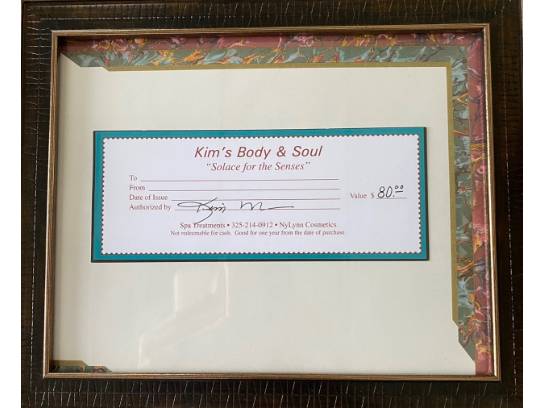 Kim's Body & Soul
"Solace for the Senses"
To
From
Date of Issue Value $ 80.00
Authorized by Kim M
Spa Treatments • 325-214-0912 • NyLynn Cosmetics
Not redeemable for cash. Good for one year from the date of purchase.